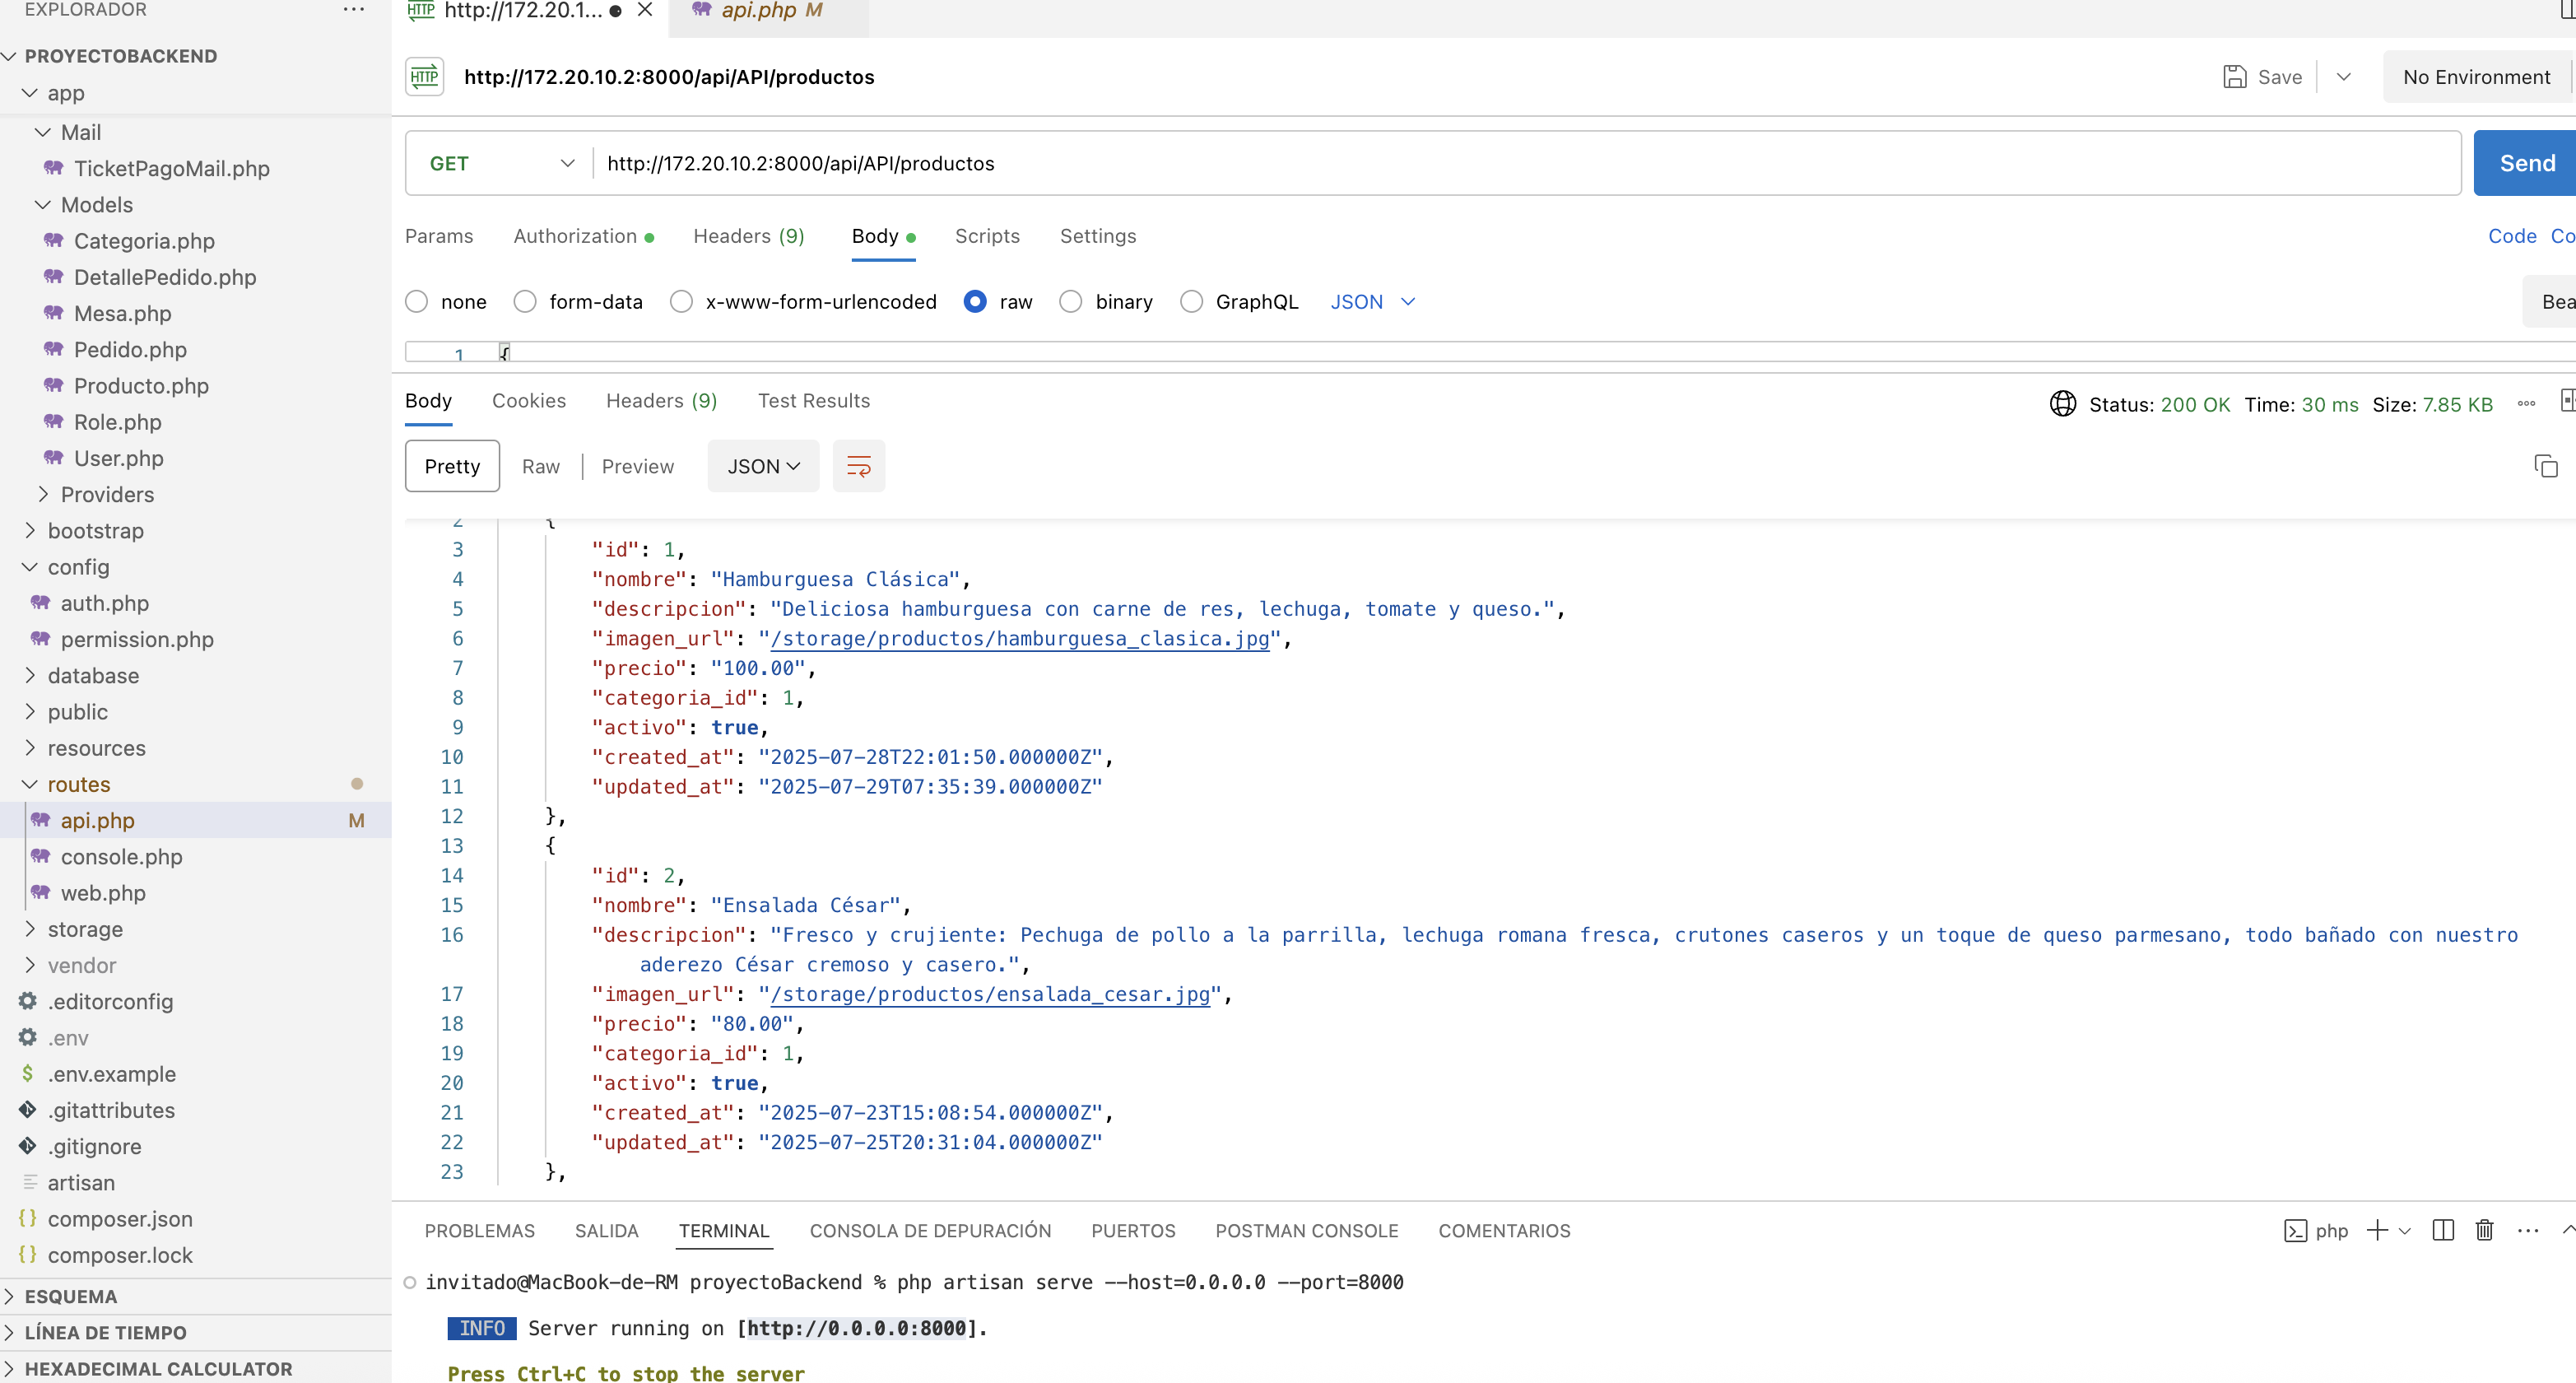 EXPLORADOR
PROYECTOBACKEND
app
Mail
TicketPagoMail.php
Models
Categoria.php
DetallePedido.php
Mesa.php
Pedido.php
Producto.php
Role.php
User.php
Providers
bootstrap
config
auth.php
permission.php
database
public
resources
routes
api.php M
console.php
web.php
storage
vendor
.editorconfig
.env
.env.example
.gitattributes
.gitignore
artisan
composer.json
composer.lock
ESQUEMA
LÍNEA DE TIEMPO
HEXADECIMAL CALCULATOR
HTTP http://172.20.1... api.php M
HTTP http://172.20.10.2:8000/api/API/productos Save No Environment
GET http://172.20.10.2:8000/api/API/productos Send
Params Authorization Headers (9) Body Scripts Settings Code Co
none form-data x-www-form-urlencoded raw binary GraphQL JSON Bea
1 {
Body Cookies Headers (9) Test Results Status: 200 OK Time: 30 ms Size: 7.85 KB
Pretty Raw Preview JSON
2 {
3 "id": 1,
4 "nombre": "Hamburguesa Clásica",
5 "descripcion": "Deliciosa hamburguesa con carne de res, lechuga, tomate y queso.",
6 "imagen_url": "/storage/productos/hamburguesa_clasica.jpg",
7 "precio": "100.00",
8 "categoria_id": 1,
9 "activo": true,
10 "created_at": "2025-07-28T22:01:50.000000Z",
11 "updated_at": "2025-07-29T07:35:39.000000Z"
12 },
13 {
14 "id": 2,
15 "nombre": "Ensalada César",
16 "descripcion": "Fresco y crujiente: Pechuga de pollo a la parrilla, lechuga romana fresca, crutones caseros y un toque de queso parmesano, todo bañado con nuestro
aderezo César cremoso y casero.",
17 "imagen_url": "/storage/productos/ensalada_cesar.jpg",
18 "precio": "80.00",
19 "categoria_id": 1,
20 "activo": true,
21 "created_at": "2025-07-23T15:08:54.000000Z",
22 "updated_at": "2025-07-25T20:31:04.000000Z"
23 },
PROBLEMAS SALIDA TERMINAL CONSOLA DE DEPURACIÓN PUERTOS POSTMAN CONSOLE COMENTARIOS php
invitado@MacBook-de-RM proyectoBackend % php artisan serve --host=0.0.0.0 --port=8000
INFO Server running on [http://0.0.0.0:8000].
Press Ctrl+C to stop the server